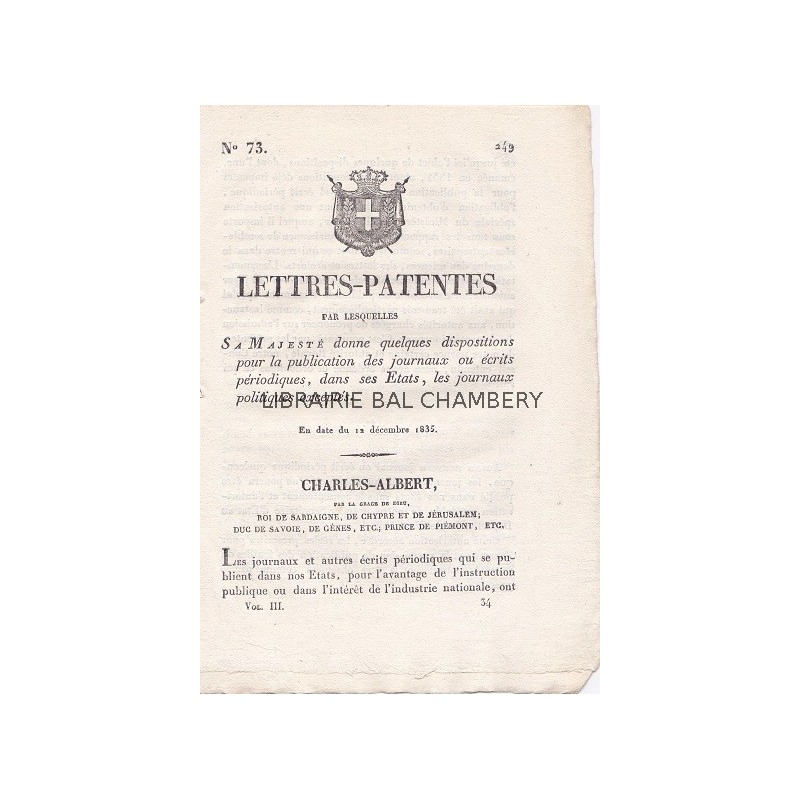 N° 73.
249
LETTRES-PATENTES
PAR LESQUELLES
SA MAJESTÉ donne quelques dispositions
pour la publication des journaux ou écrits
périodiques, dans ses Etats, les journaux
politiques exceptés.
LIBRAIRIE BAL CHAMBERY
En date du 12 décembre 1835.
CHARLES-ALBERT,
PAR LA GRACE DE DIEU,
ROI DE SARDAIGNE, DE CHYPRE ET DE JÉRUSALEM;
DUC DE SAVOIE, DE GÊNES, ETC.; PRINCE DE PIÉMONT, ETC.
LES journaux et autres écrits périodiques qui se pu-
blient dans nos Etats, pour l'avantage de l'instruction
publique ou dans l'intérêt de l'industrie nationale, ont
VOL. III.
34